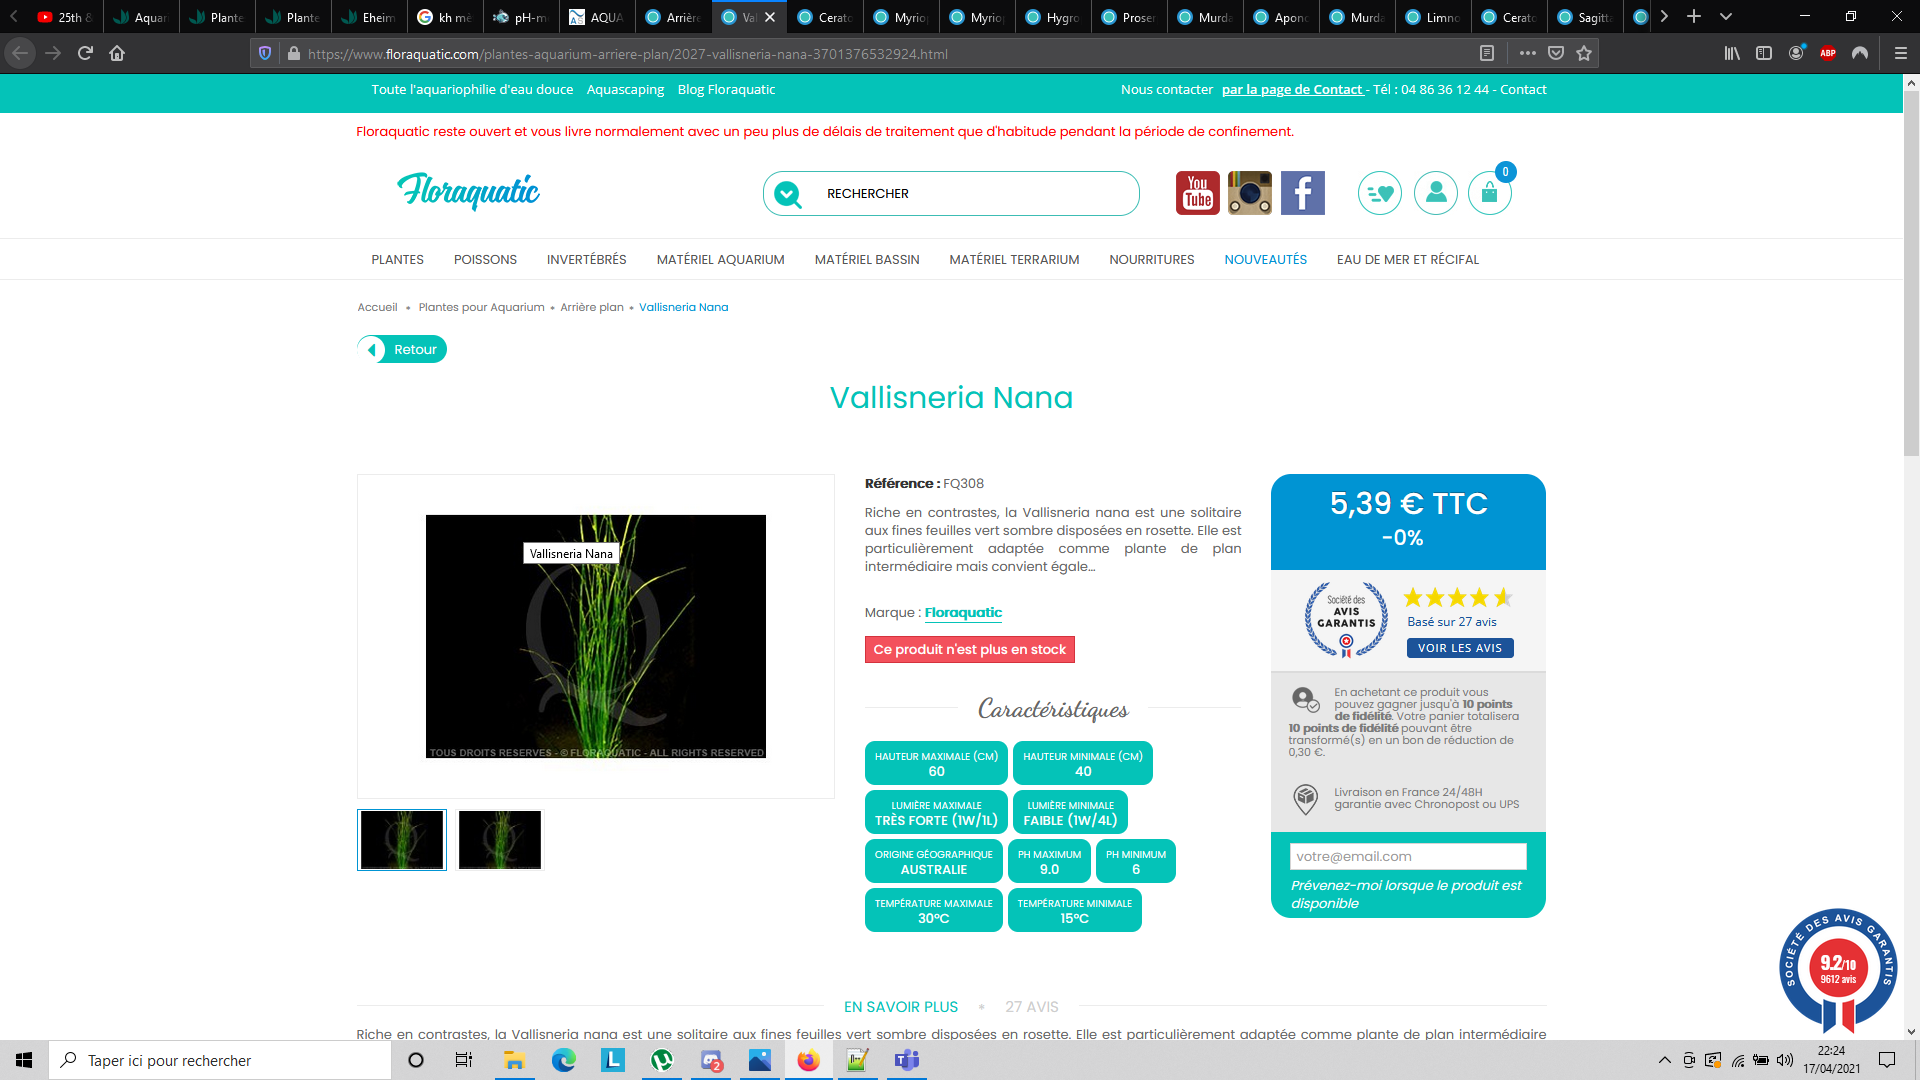 25th &
Aquar
Plante
Plante
Eheim
kh mè
pH-m
AQUA
Arrière
Val
Cerato
Myrio
Myrio
Hygro
Proser
Murda
Apono
Murda
Limno
Cerato
Sagitta
https://www.floraquatic.com/plantes-aquarium-arriere-plan/2027-vallisneria-nana-3701376532924.html
ABP
Toute l'aquariophilie d'eau douce Aquascaping Blog Floraquatic
Nous contacter par la page de Contact - Tél : 04 86 36 12 44 - Contact
Floraquatic reste ouvert et vous livre normalement avec un peu plus de délais de traitement que d'habitude pendant la période de confinement.
Floraquatic
RECHERCHER
You
Tube
f
0
PLANTES POISSONS INVERTÉBRÉS MATÉRIEL AQUARIUM MATÉRIEL BASSIN MATÉRIEL TERRARIUM NOURRITURES NOUVEAUTÉS EAU DE MER ET RÉCIFAL
Accueil • Plantes pour Aquarium • Arrière plan • Vallisneria Nana
Retour
Vallisneria Nana
Vallisneria Nana
TOUS DROITS RESERVES - © FLORAQUATIC - ALL RIGHTS RESERVED
Référence : FQ308
Riche en contrastes, la Vallisneria nana est une solitaire
aux fines feuilles vert sombre disposées en rosette. Elle est
particulièrement adaptée comme plante de plan
intermédiaire mais convient égale...
Marque : Floraquatic
Ce produit n'est plus en stock
Caractéristiques
HAUTEUR MAXIMALE (CM)
60
HAUTEUR MINIMALE (CM)
40
LUMIÈRE MAXIMALE
TRÈS FORTE (1W/1L)
LUMIÈRE MINIMALE
FAIBLE (1W/4L)
ORIGINE GÉOGRAPHIQUE
AUSTRALIE
PH MAXIMUM
9.0
PH MINIMUM
6
TEMPÉRATURE MAXIMALE
30°C
TEMPÉRATURE MINIMALE
15°C
5,39 € TTC
-0%
Société des
AVIS
GARANTIS
Basé sur 27 avis
VOIR LES AVIS
En achetant ce produit vous
pouvez gagner jusqu'à 10 points
de fidélité. Votre panier totalisera
10 points de fidélité pouvant être
transformé(s) en un bon de réduction de
0,30 €.
Livraison en France 24/48H
garantie avec Chronopost ou UPS
votre@email.com
Prévenez-moi lorsque le produit est
disponible
SOCIÉTÉ DES AVIS GARANTIS
9.2/10
9612 avis
EN SAVOIR PLUS • 27 AVIS
Riche en contrastes, la Vallisneria nana est une solitaire aux fines feuilles vert sombre disposées en rosette. Elle est particulièrement adaptée comme plante de plan intermédiaire
Taper ici pour rechercher
L
2
22:24
17/04/2021